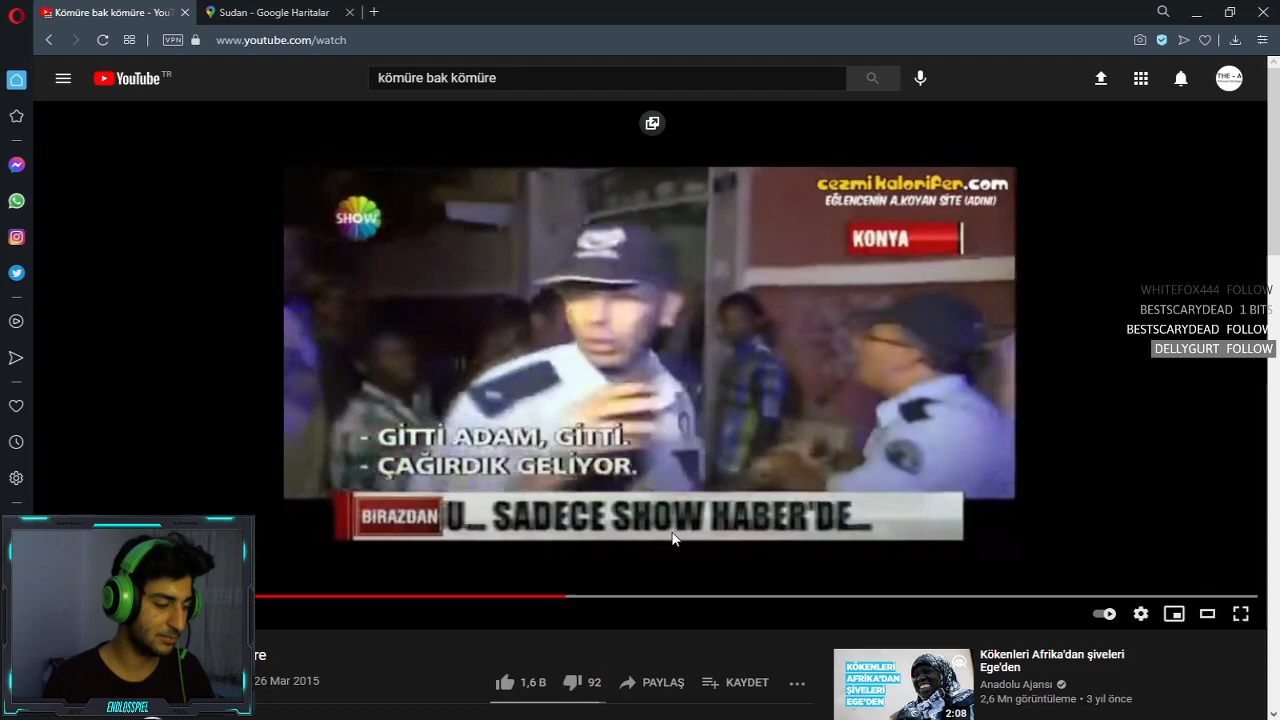 Kömüre bak kömüre - YouT
Sudan - Google Haritalar
VPN
www.youtube.com/watch
YouTube TR
kömüre bak kömüre
THE - A
SHOW
cezmikalorifer.com
EĞLENCENİN A.KOYAN SİTE (ADINI)
KONYA
WHITEFOX444 FOLLOW
BESTSCARYDEAD 1 BITS
BESTSCARYDEAD FOLLOW
DELLYGURT FOLLOW
- GİTTİ ADAM, GİTTİ.
- ÇAĞIRDIK GELİYOR.
BİRAZDAN U... SADECE SHOW HABER'DE...
re
26 Mar 2015
1,6 B
92
PAYLAŞ
KAYDET
KÖKENLERİ
AFRİKA'DAN
ŞİVELERİ
EGE'DEN
2:08
Kökenleri Afrika'dan şiveleri
Ege'den
Anadolu Ajansı
2,6 Mn görüntüleme • 3 yıl önce
ENDLOSSPIEL